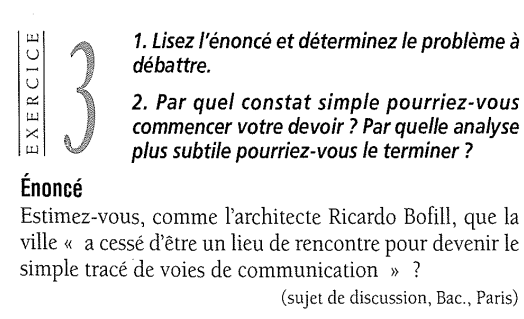 EXERCICE
3
1. Lisez l'énoncé et déterminez le problème à
débattre.
2. Par quel constat simple pourriez-vous
commencer votre devoir ? Par quelle analyse
plus subtile pourriez-vous le terminer ?
Énoncé
Estimez-vous, comme l'architecte Ricardo Bofill, que la
ville « a cessé d'être un lieu de rencontre pour devenir le
simple tracé de voies de communication » ?
(sujet de discussion, Bac., Paris)